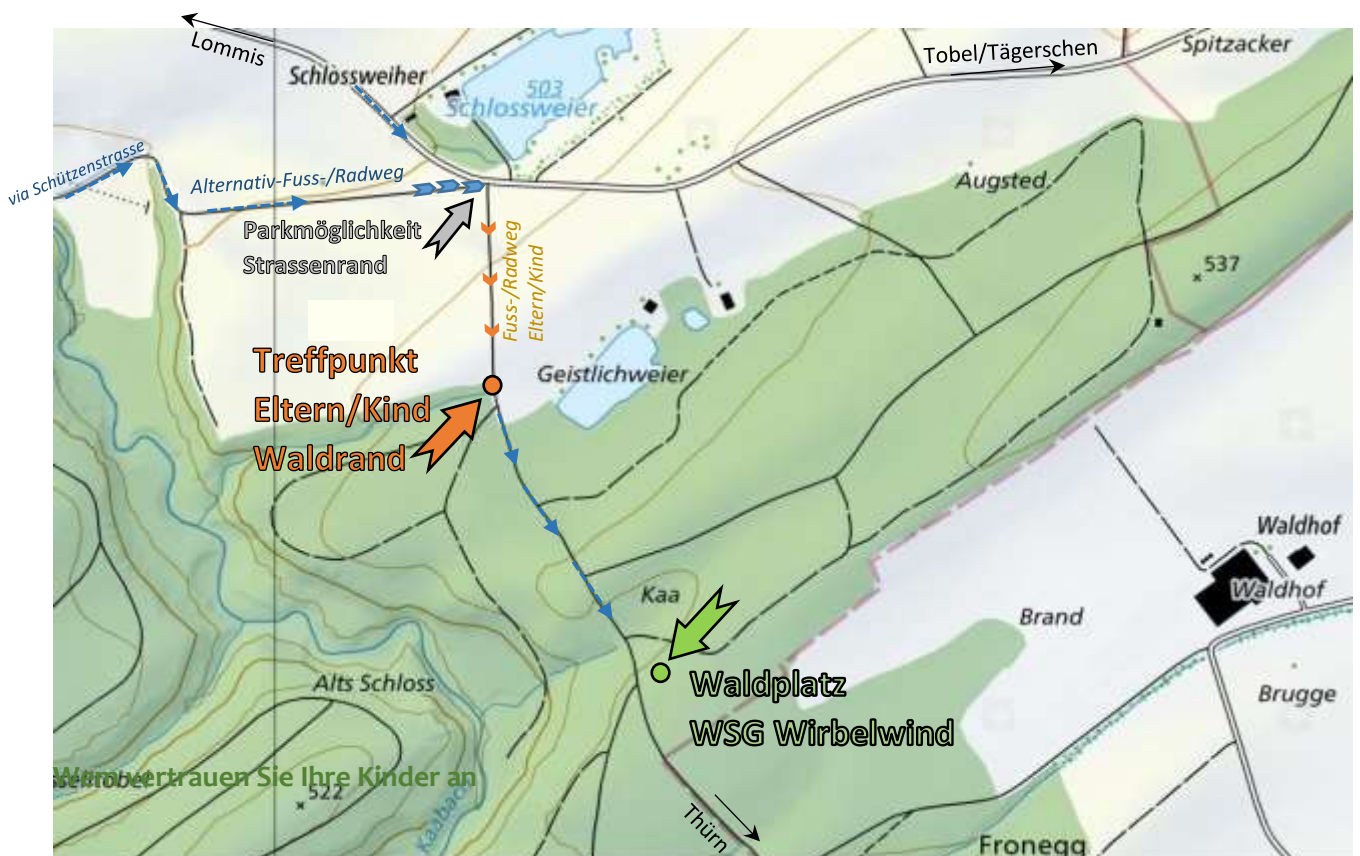 Lommis
Schlossweiher
503
Schlossweier
Tobel/Tägerschen
Spitzacker
via Schützenstrasse
Alternativ-Fuss-/Radweg
Augsted.
Parkmöglichkeit
Strassenrand
Fuss-/Radweg
Eltern/Kind
537
Treffpunkt
Eltern/Kind
Waldrand
Geistlichweier
Waldhof
Waldhof
Kaa
Brand
Waldplatz
WSG Wirbelwind
Alts Schloss
Brugge
Wem vertrauen Sie Ihre Kinder an
522
Kaabach
Thürn
Fronegg